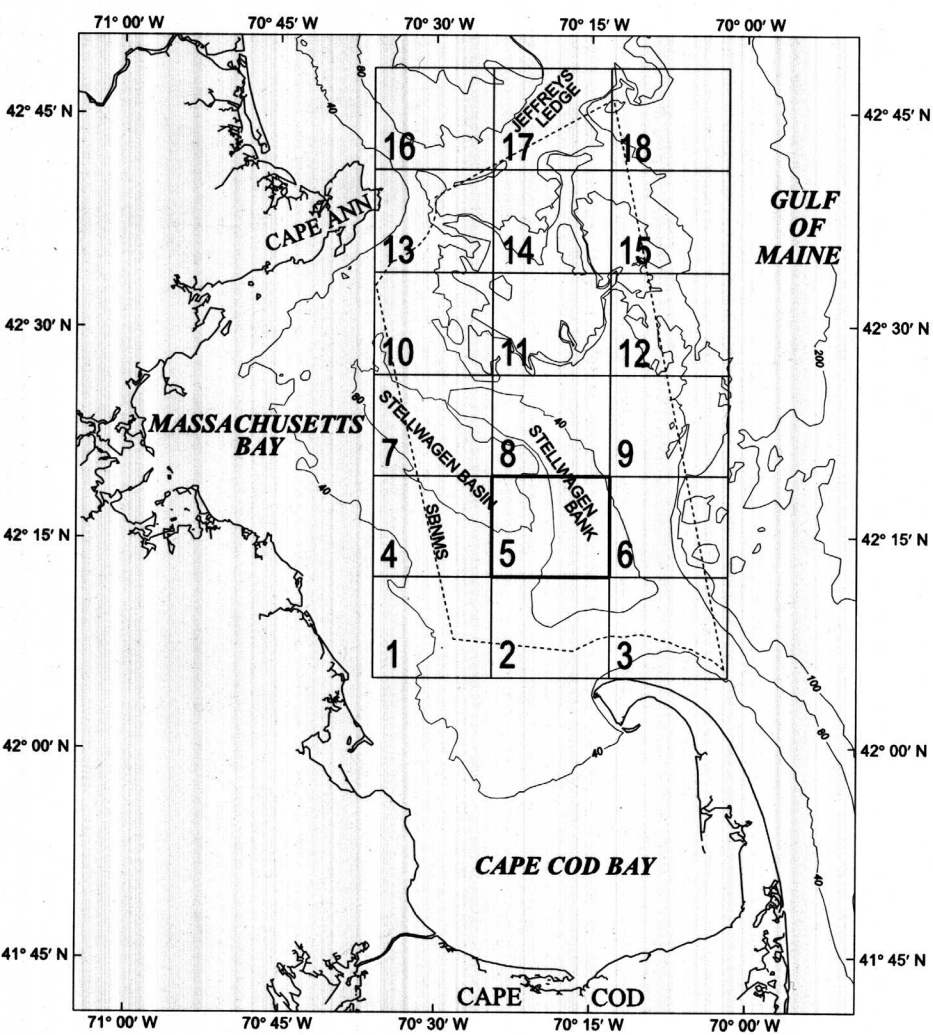 71° 00' W 70° 45' W 70° 30' W 70° 15' W 70° 00' W
80
42° 45' N 42° 45' N
40
JEFFREYS
LEDGE
16 17 18
CAPE ANN
GULF
OF
MAINE
13 14 15
42° 30' N 42° 30' N
200
10 11 12
80
40
MASSACHUSETTS
BAY
STELLWAGEN BASIN
STELLWAGEN
BANK
7 8 9
40
SBNMS
42° 15' N 42° 15' N
4 5 6
1 2 3
100
80
42° 00' N 42° 00' N
40
CAPE COD BAY
40
41° 45' N 41° 45' N
CAPE COD
71° 00' W 70° 45' W 70° 30' W 70° 15' W 70° 00' W